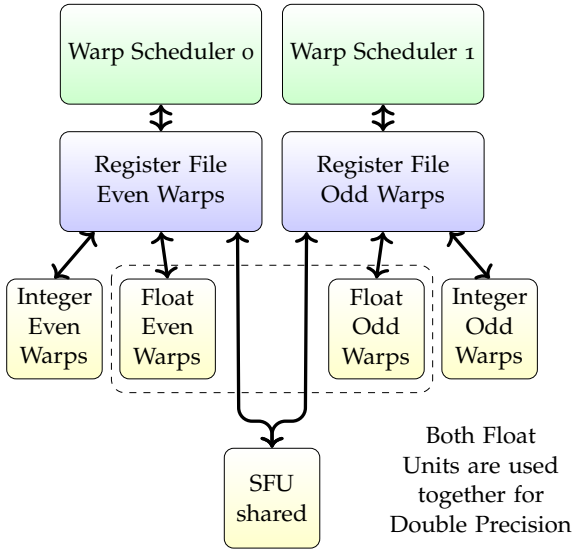 Warp Scheduler 0
Warp Scheduler 1
Register File
Even Warps
Register File
Odd Warps
Integer
Even
Warps
Float
Even
Warps
Float
Odd
Warps
Integer
Odd
Warps
SFU
shared
Both Float
Units are used
together for
Double Precision